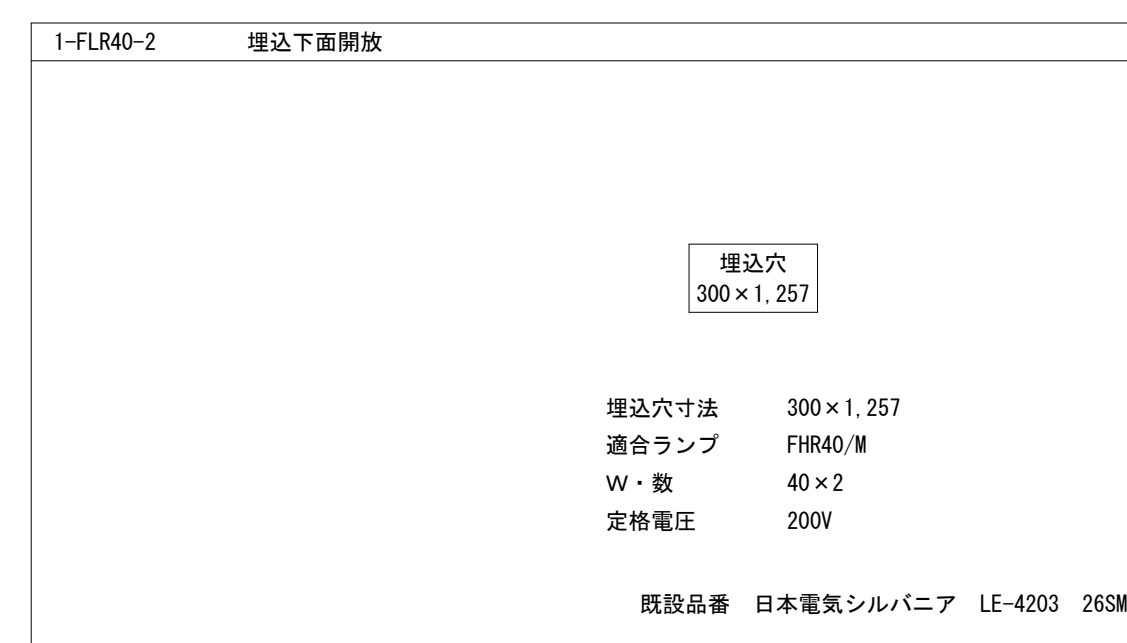 1-FLR40-2 埋込下面開放
埋込穴
300×1,257
埋込穴寸法 300×1,257
適合ランプ FHR40/M
W・数 40×2
定格電圧 200V
既設品番 日本電気シルバニア LE-4203 26SM